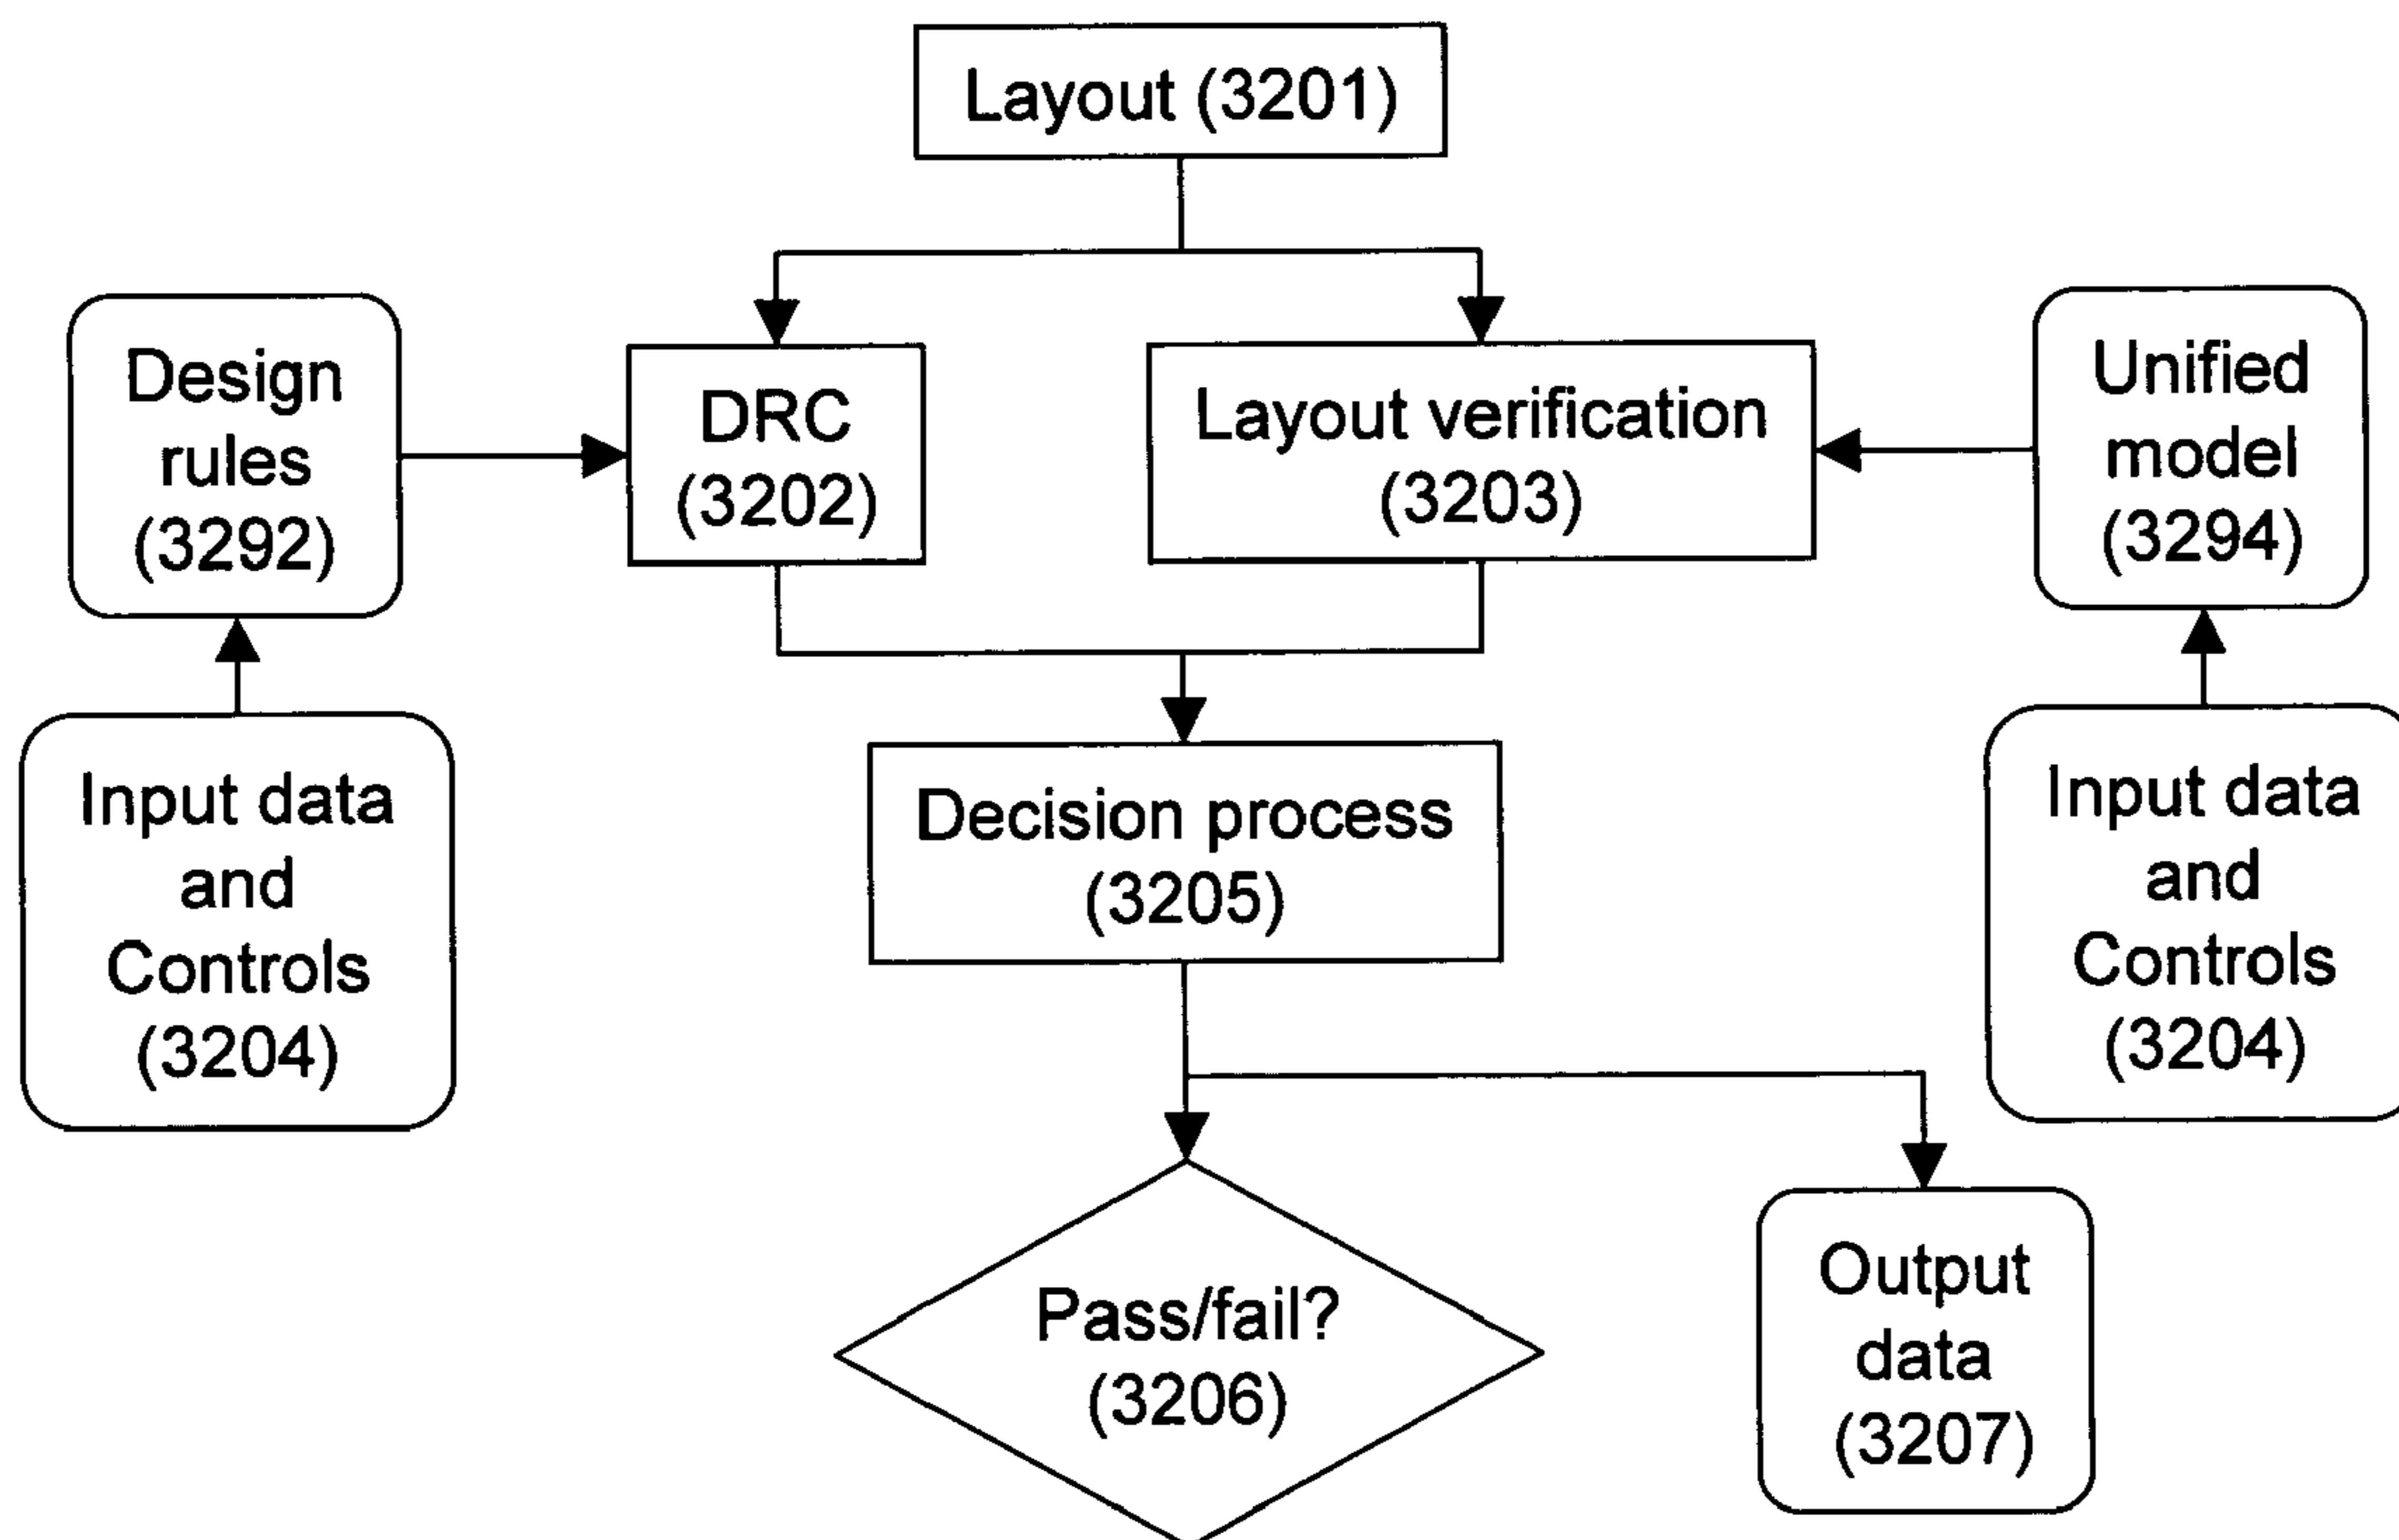 Layout (3201)
Design
rules
(3292)
DRC
(3202)
Layout verification
(3203)
Unified
model
(3294)
Input data
and
Controls
(3204)
Decision process
(3205)
Input data
and
Controls
(3204)
Pass/fail?
(3206)
Output
data
(3207)